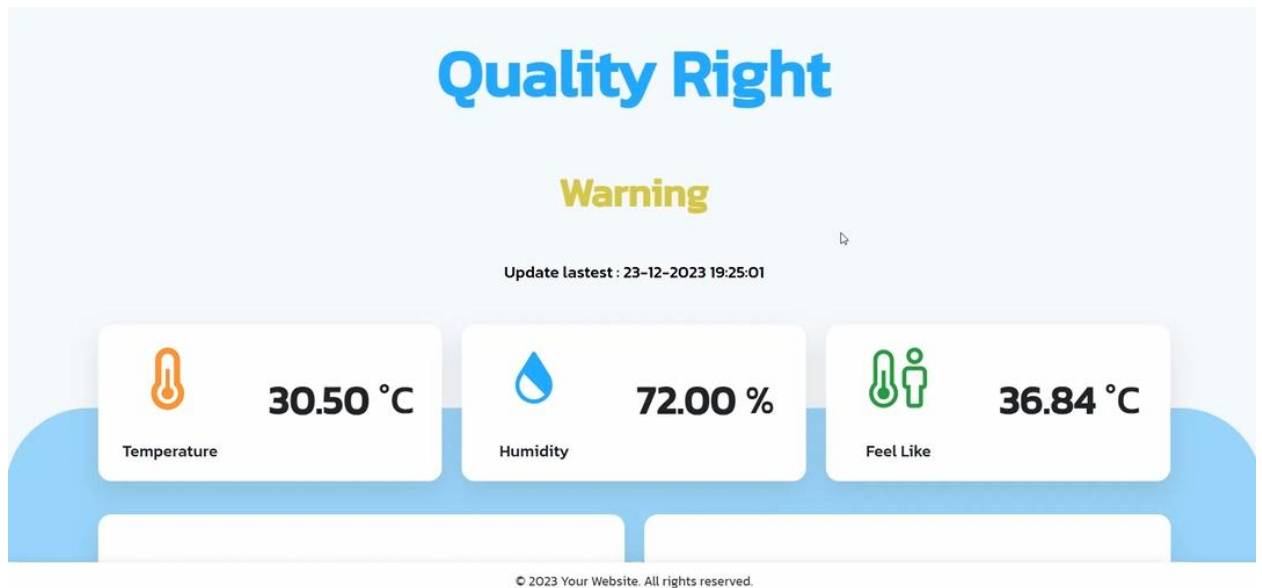 Quality Right
Warning
Update lastest : 23-12-2023 19:25:01
30.50 °C
Temperature
72.00 %
Humidity
36.84 °C
Feel Like
© 2023 Your Website. All rights reserved.